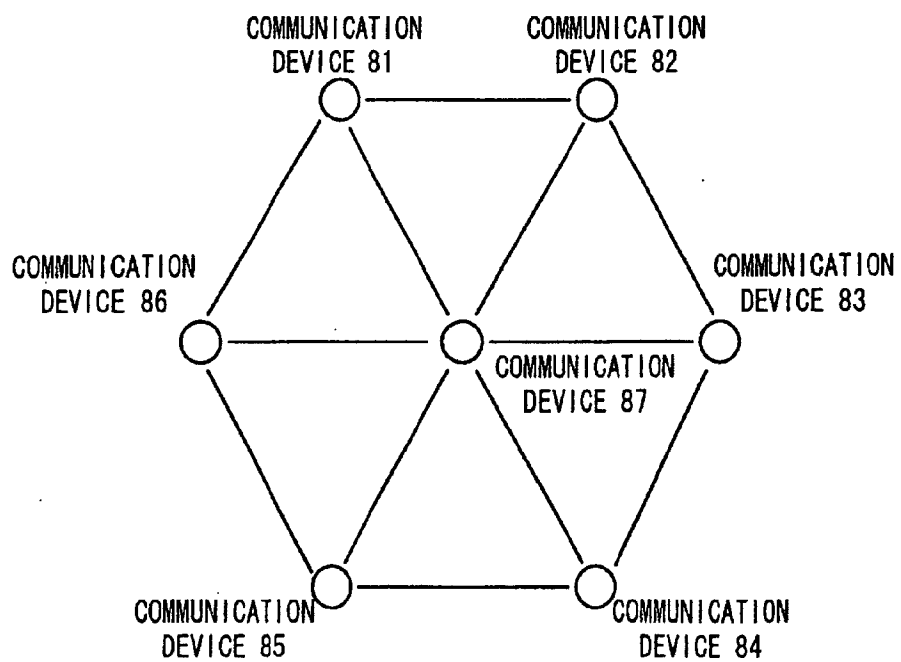 COMMUNICATION
DEVICE 81
COMMUNICATION
DEVICE 82
COMMUNICATION
DEVICE 86
COMMUNICATION
DEVICE 83
COMMUNICATION
DEVICE 87
COMMUNICATION
DEVICE 85
COMMUNICATION
DEVICE 84